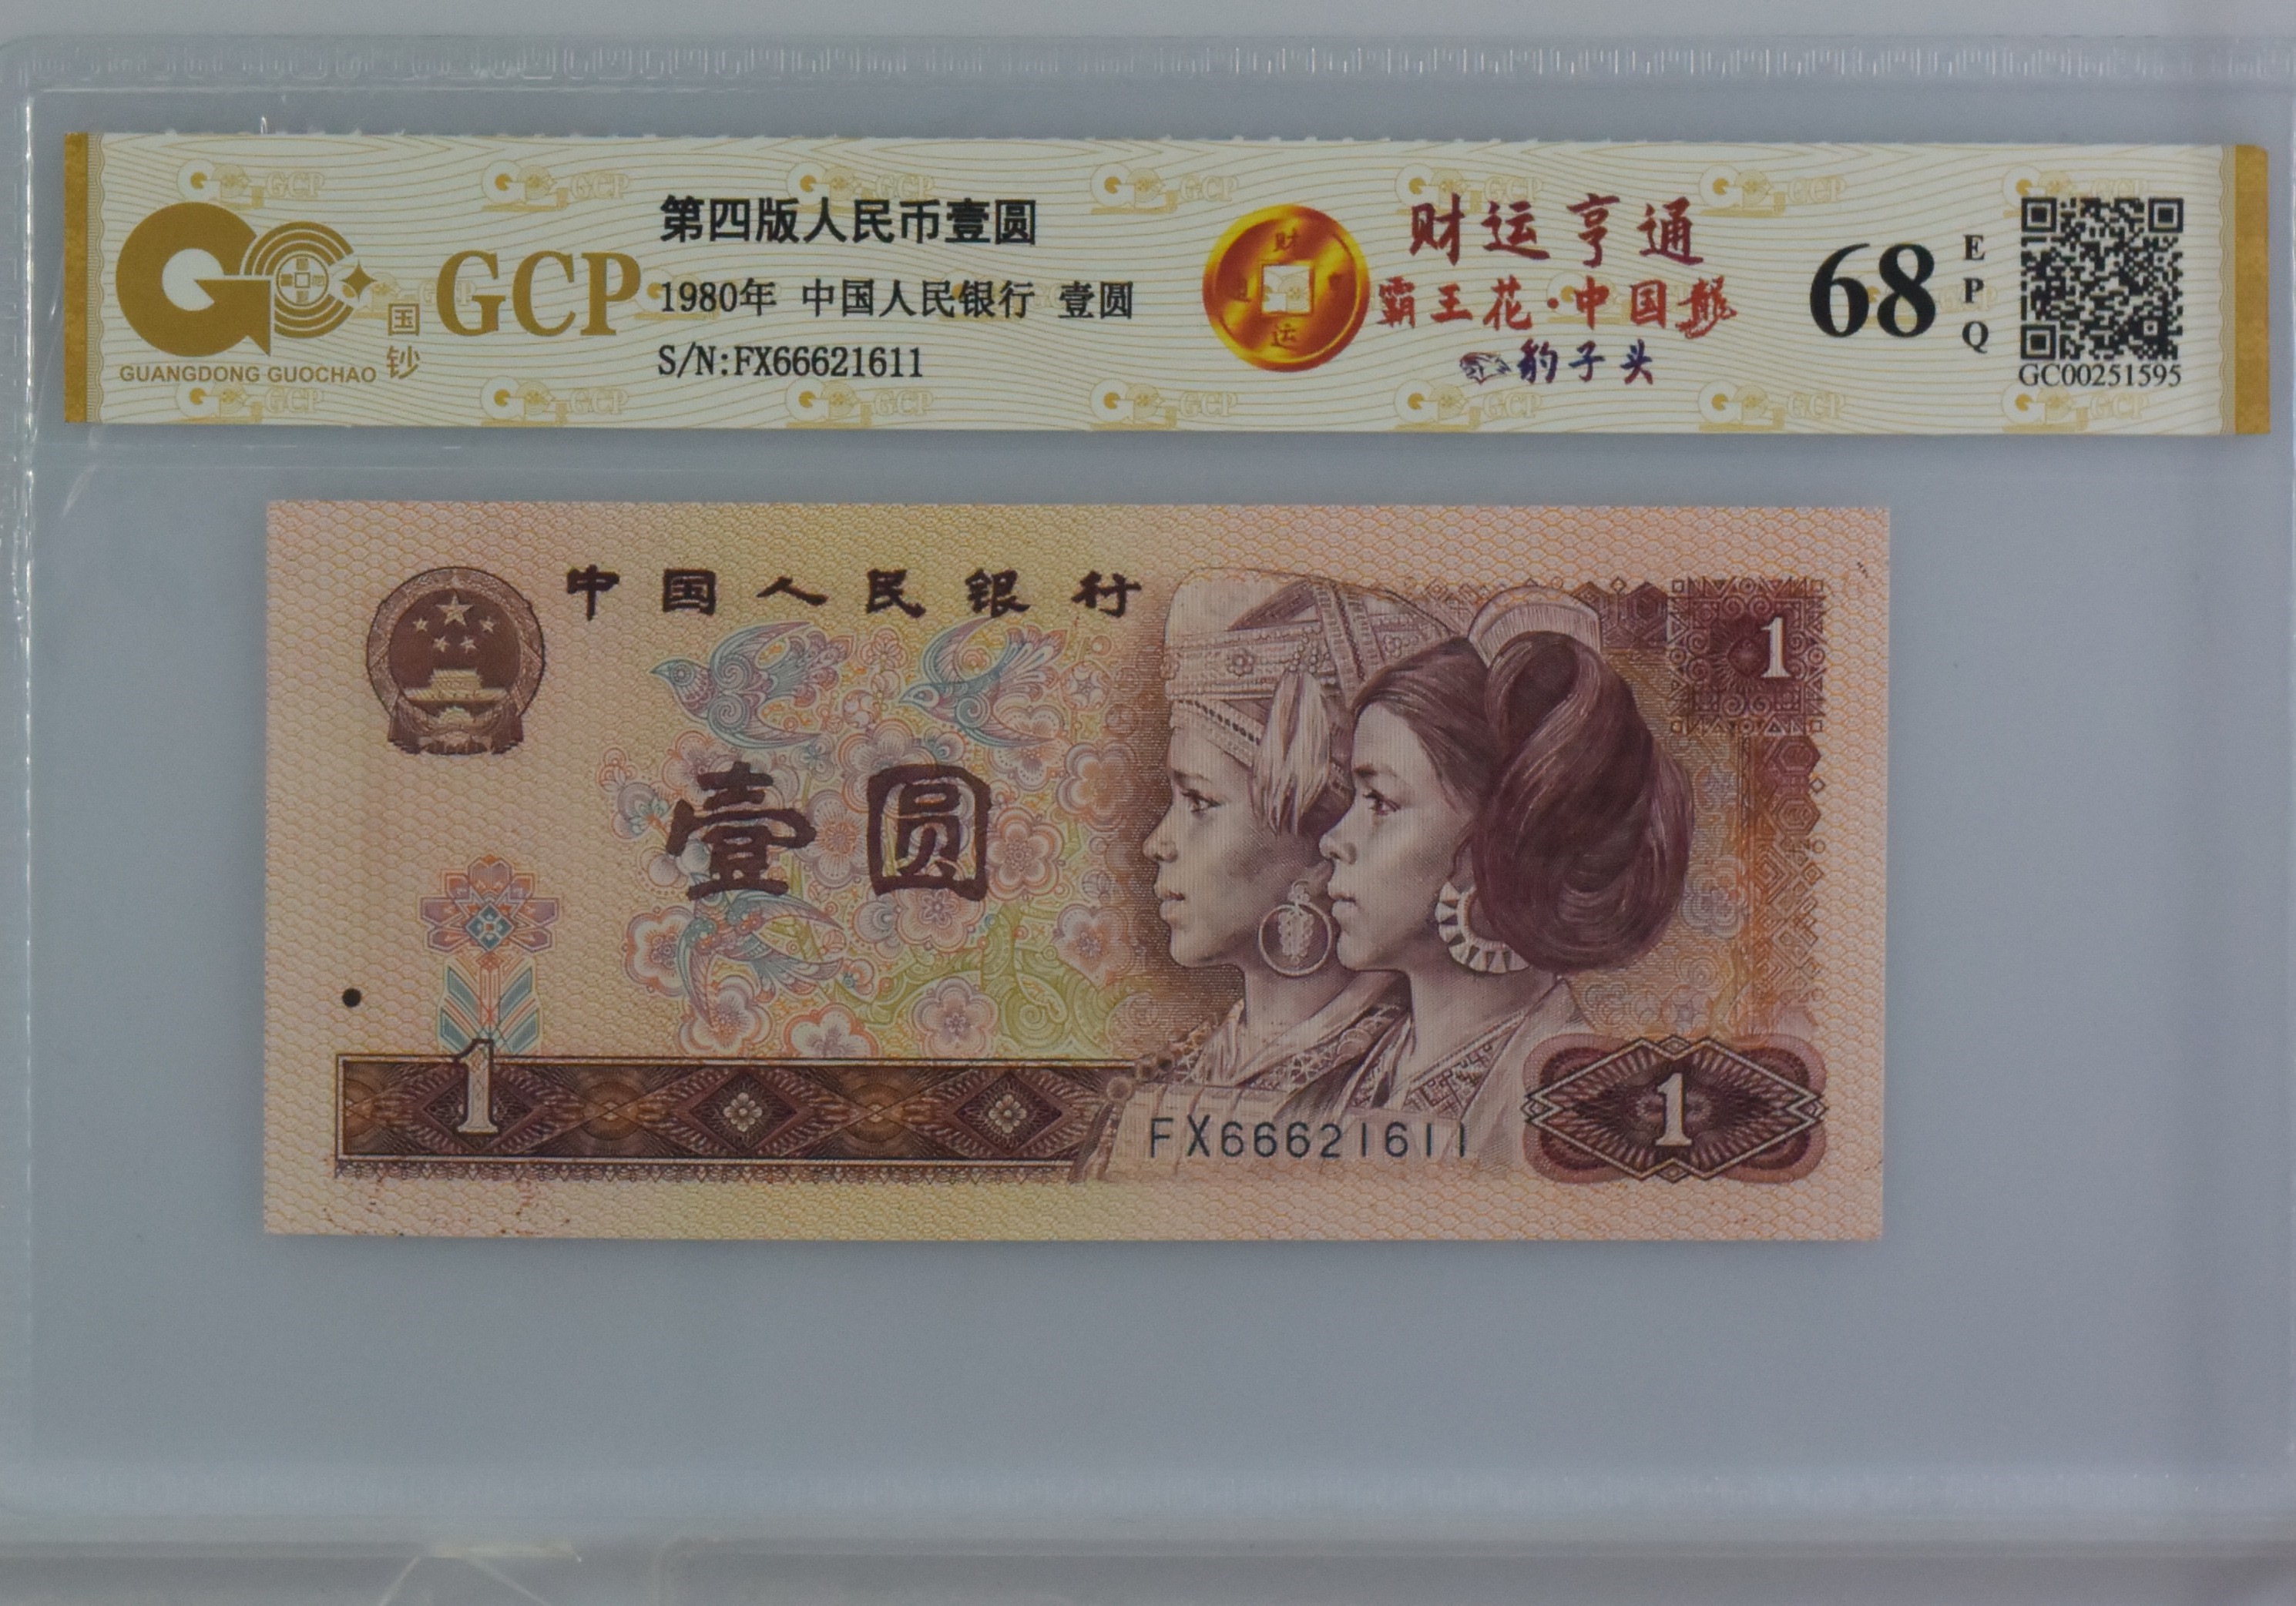 GCP
国钞
GUANGDONG GUOCHAO
第四版人民币壹圆
1980年 中国人民银行 壹圆
S/N:FX66621611
财运亨通
霸王花·中国熊
豹子头
68
EPQ
GC00251595
中国人民银行
壹圆
1
1
1
FX66621611